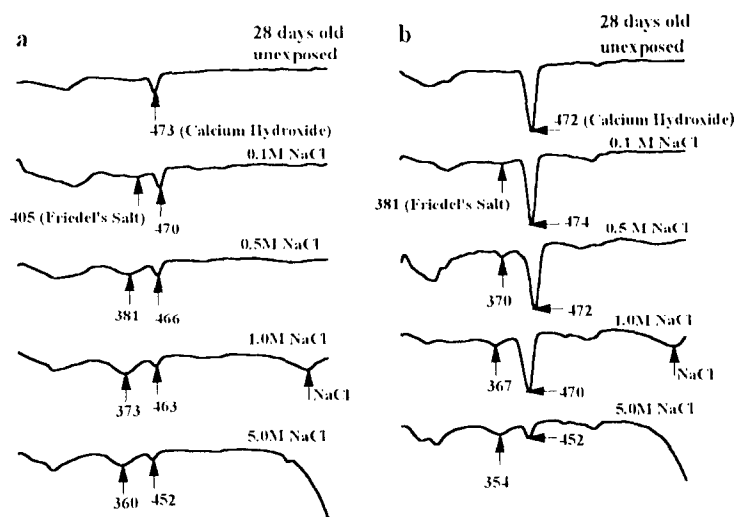 a
28 days old
unexposed
473 (Calcium Hydroxide)
0.1M NaCl
405 (Friedel's Salt)
470
0.5M NaCl
381
466
1.0M NaCl
373
463
NaCl
5.0M NaCl
360
452
b
28 days old
unexposed
472 (Calcium Hydroxide)
0.1 M NaCl
381 (Friedel's Salt)
474
0.5 M NaCl
370
472
1.0M NaCl
367
470
NaCl
5.0M NaCl
452
354